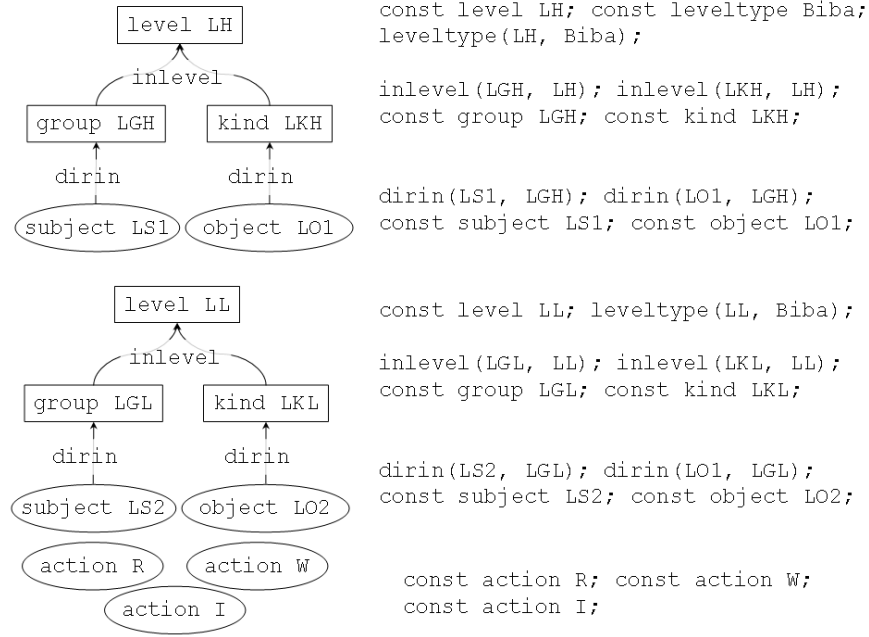 level LH
inlevel
group LGH
kind LKH
dirin
dirin
subject LS1
object LO1
const level LH; const leveltype Biba;
leveltype(LH, Biba);
inlevel(LGH, LH); inlevel(LKH, LH);
const group LGH; const kind LKH;
dirin(LS1, LGH); dirin(LO1, LGH);
const subject LS1; const object LO1;
level LL
inlevel
group LGL
kind LKL
dirin
dirin
subject LS2
object LO2
action R
action W
action I
const level LL; leveltype(LL, Biba);
inlevel(LGL, LL); inlevel(LKL, LL);
const group LGL; const kind LKL;
dirin(LS2, LGL); dirin(LO1, LGL);
const subject LS2; const object LO2;
const action R; const action W;
const action I;